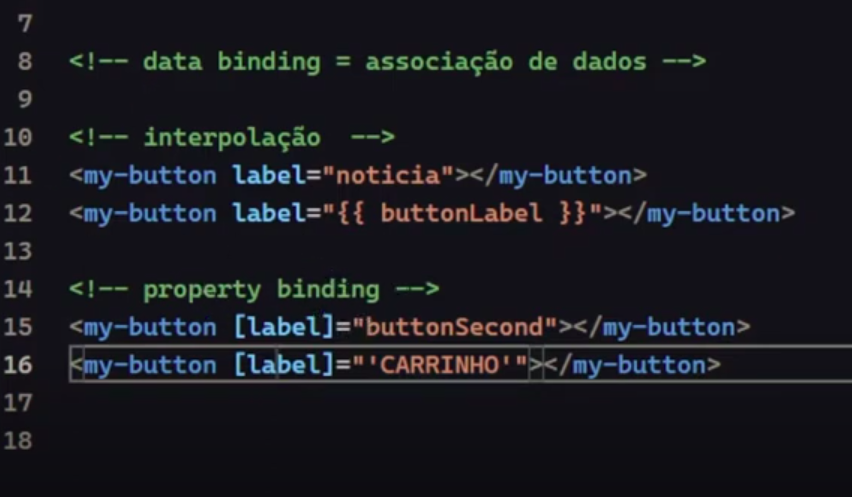 7
8 <!-- data binding = associação de dados -->
9
10 <!-- interpolação  -->
11 <my-button label="noticia"></my-button>
12 <my-button label="{{ buttonLabel }}"></my-button>
13
14 <!-- property binding -->
15 <my-button [label]="buttonSecond"></my-button>
16 <my-button [label]="'CARRINHO'"></my-button>
17
18